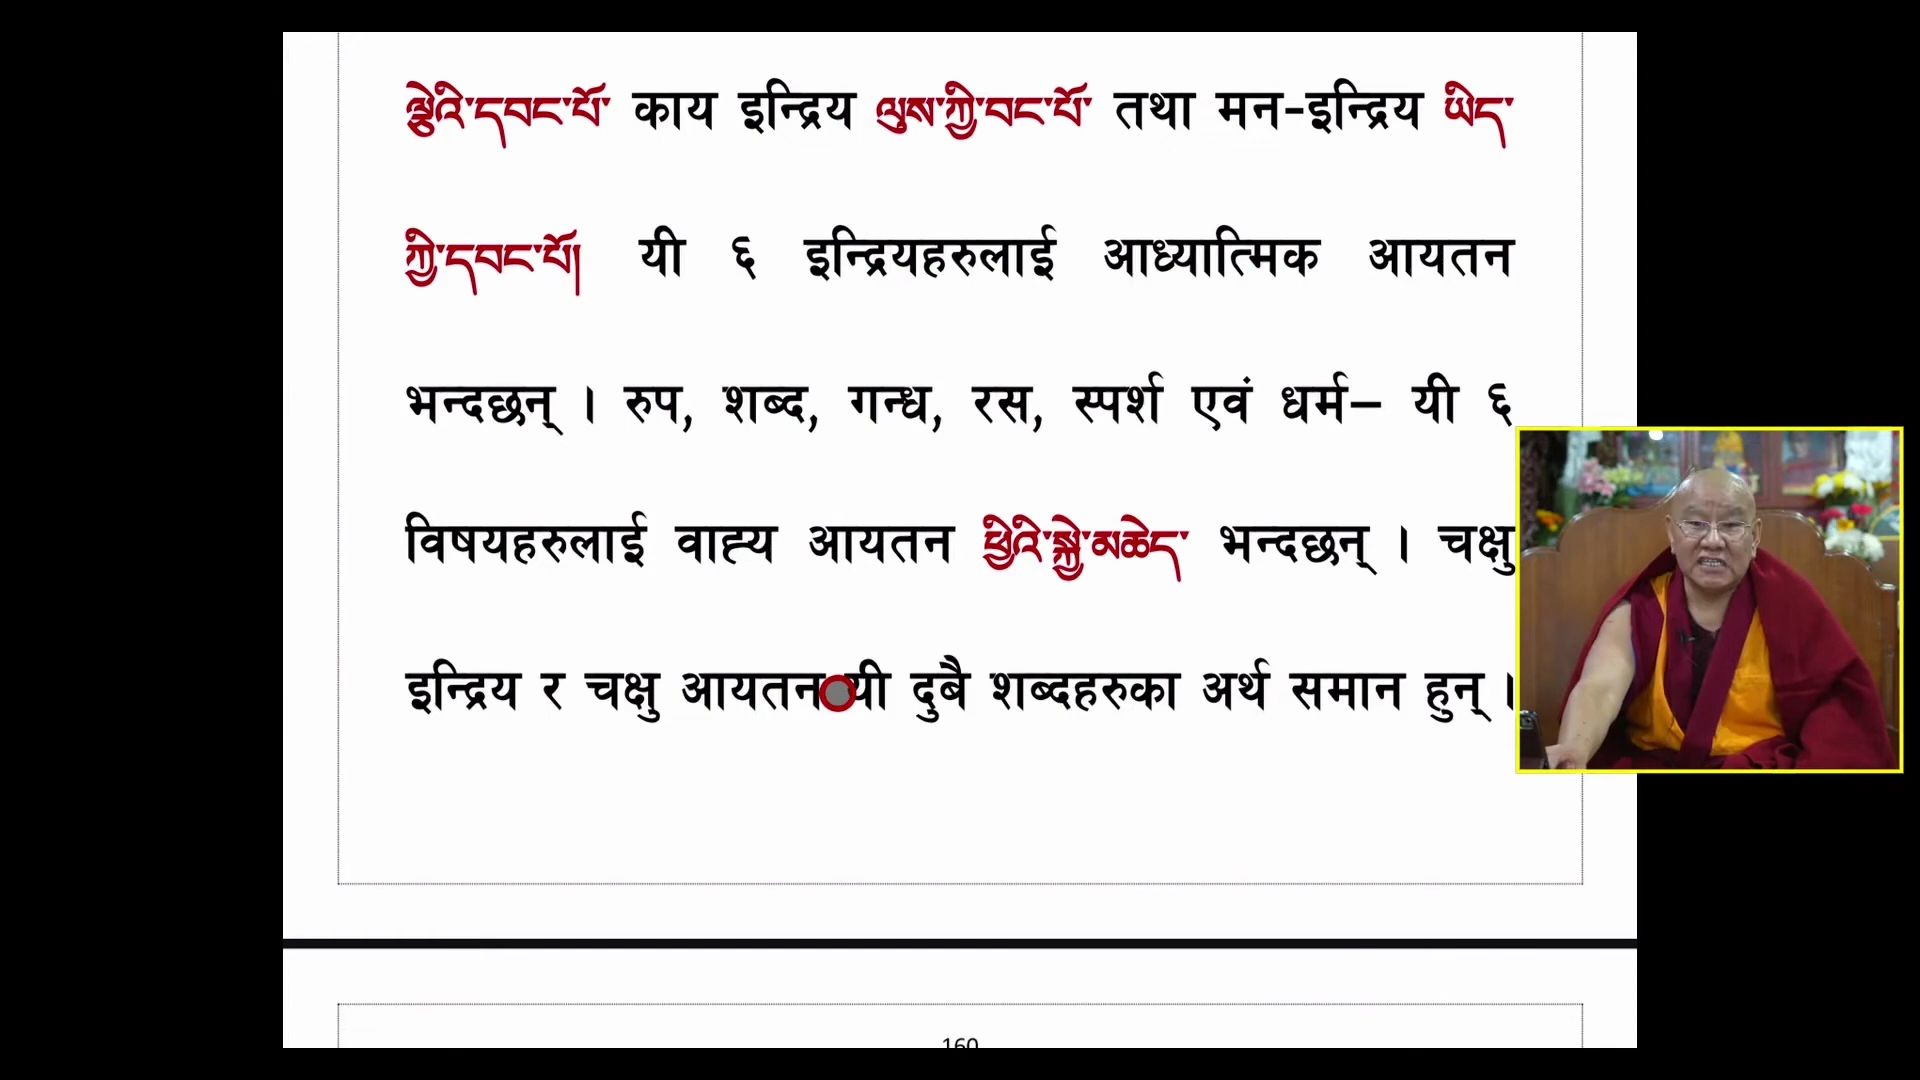 ལྕེའི་དབང་པོ་ काय इन्द्रिय ལུས་ཀྱི་བང་པོ་ तथा मन-इन्द्रिय ཡིད་
ཀྱི་དབང་པོ། यी ६ इन्द्रियहरुलाई आध्यात्मिक आयतन
भन्दछन् । रुप, शब्द, गन्ध, रस, स्पर्श एवं धर्म– यी ६
विषयहरुलाई वाह्य आयतन ཕྱིའི་སྐྱེ་མཆེད་ भन्दछन् । चक्षु
इन्द्रिय र चक्षु आयतन यी दुबै शब्दहरुका अर्थ समान हुन् ।
160